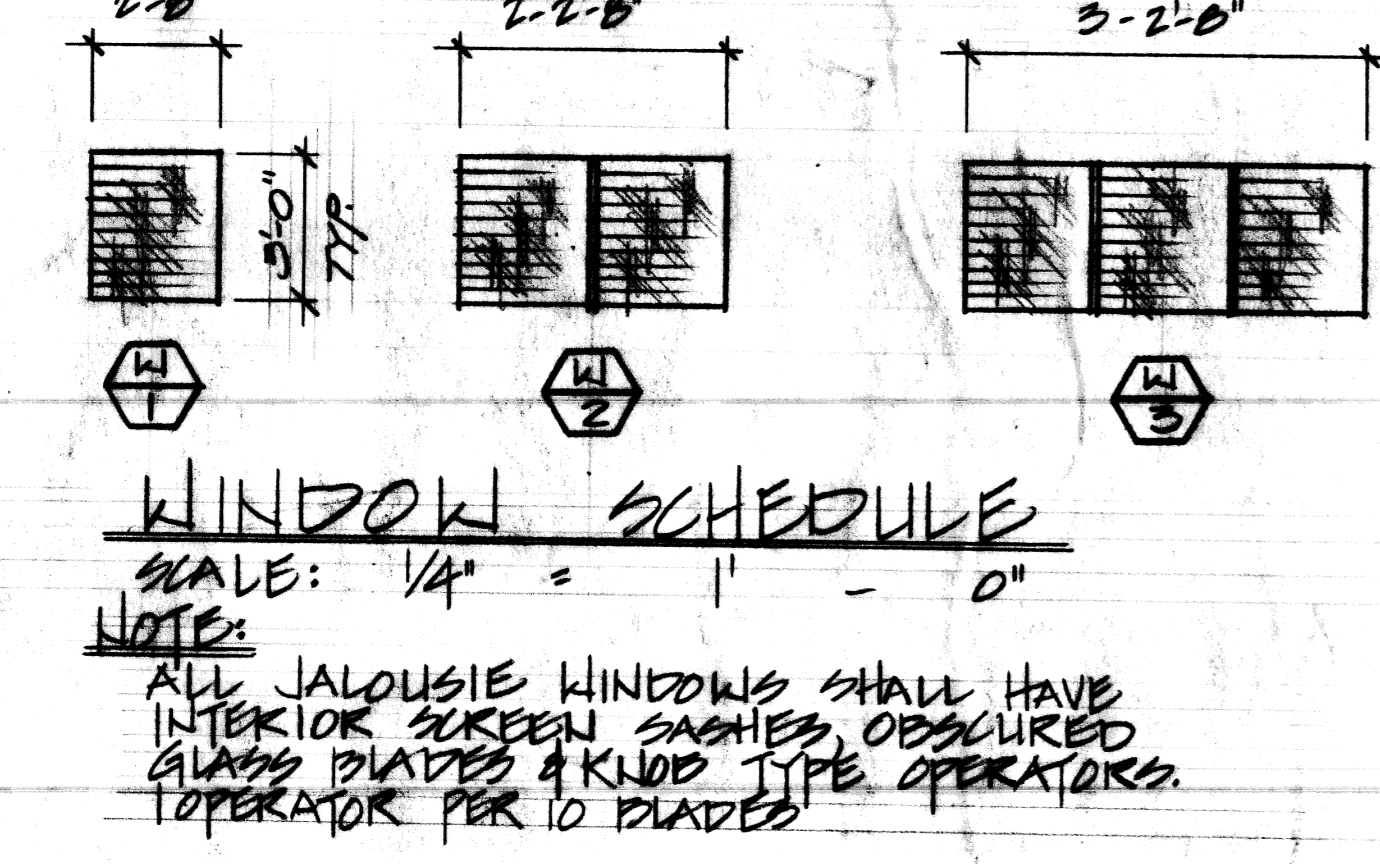 2-8"
2-2-8"
3-2'-8"
3'-0"
TYP.
W
1
W
2
W
3
WINDOW SCHEDULE
SCALE: 1/4" = 1' - 0"
NOTE:
ALL JALOUSIE WINDOWS SHALL HAVE
INTERIOR SCREEN SASHES, OBSCURED
GLASS BLADES & KNOB TYPE OPERATORS.
1 OPERATOR PER 10 BLADES